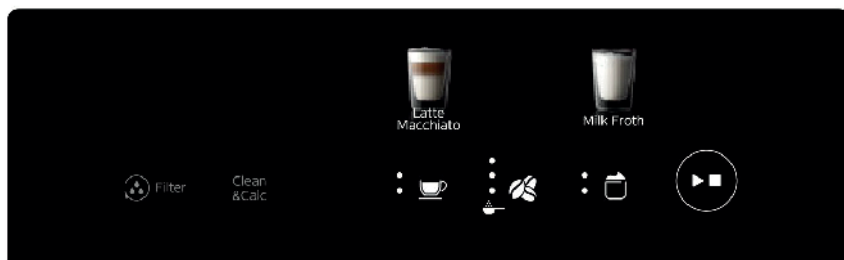 Latte
Macchiato
Milk Froth
Filter
Clean
&Calc